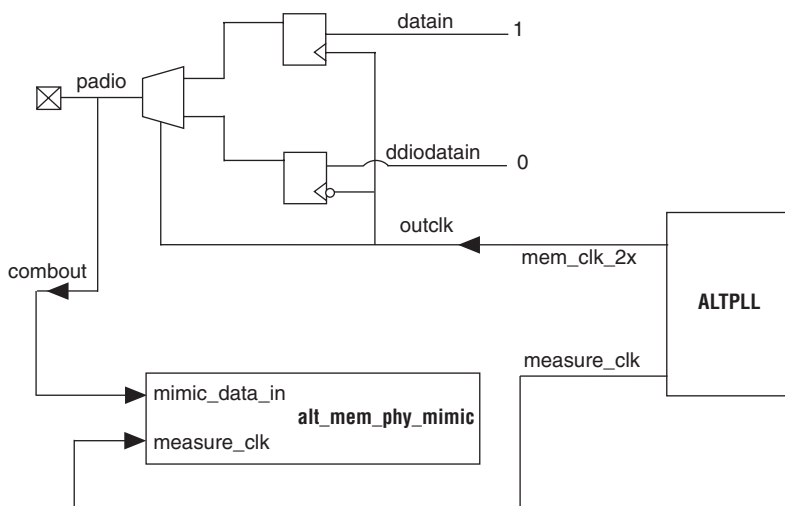 datain
1
padio
ddiodatain
0
outclk
mem_clk_2x
combout
ALTPLL
measure_clk
mimic_data_in
alt_mem_phy_mimic
measure_clk